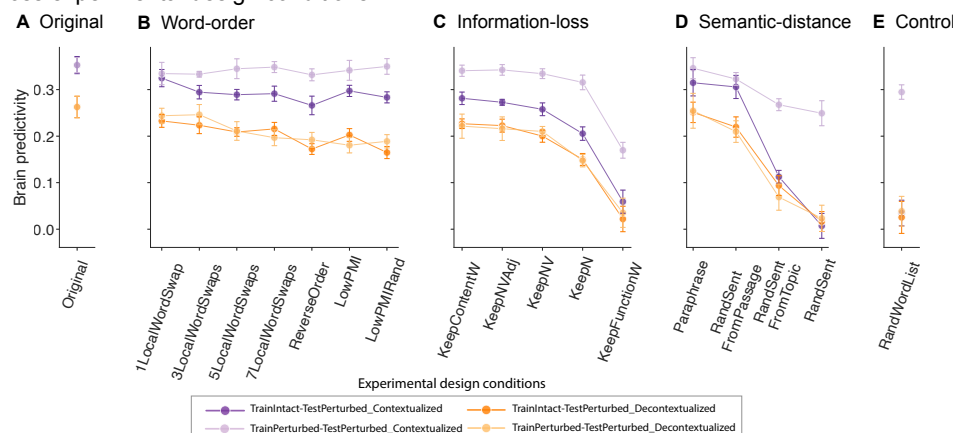 A Original
B Word-order
C Information-loss
D Semantic-distance
E Control
Brain predictivity
0.3
0.2
0.1
0.0
Original
1LocalWordSwap
3LocalWordSwaps
5LocalWordSwaps
7LocalWordSwaps
ReverseOrder
LowPMI
LowPMIRand
KeepContentW
KeepNVAdj
KeepNV
KeepN
KeepFunctionW
Paraphrase
RandSent
FromPassage
RandSent
FromTopic
RandSent
RandWordList
Experimental design conditions
TrainIntact-TestPerturbed_Contextualized
TrainIntact-TestPerturbed_Decontextualized
TrainPerturbed-TestPerturbed_Contextualized
TrainPerturbed-TestPerturbed_Decontextualized